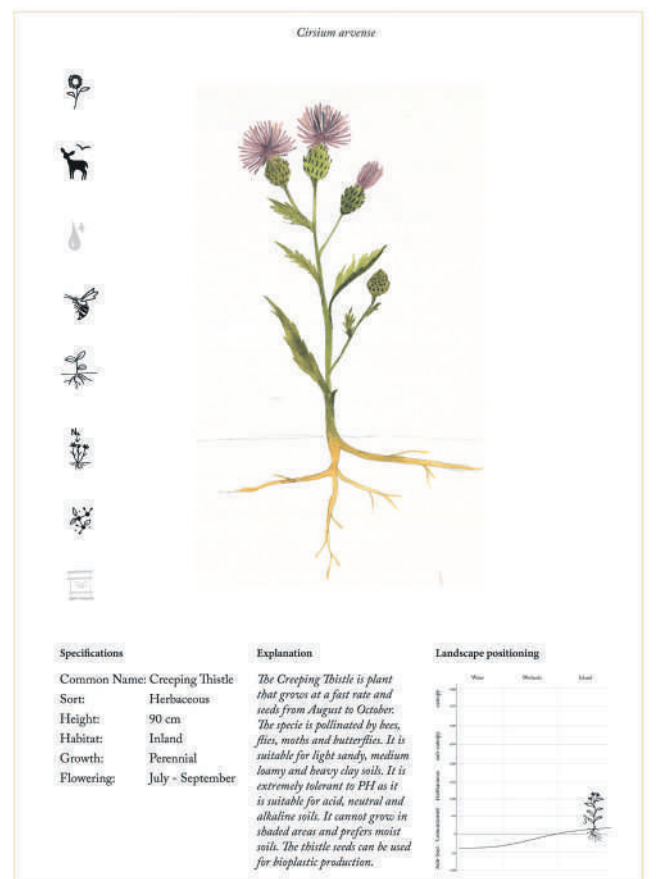 Cirsium arvense
N₂
Specifications
Common Name: Creeping Thistle
Sort: Herbaceous
Height: 90 cm
Habitat: Inland
Growth: Perennial
Flowering: July - September
Explanation
The Creeping Thistle is plant
that grows at a fast rate and
seeds from August to October.
The specie is pollinated by bees,
flies, moths and butterflies. It is
suitable for light sandy, medium
loamy and heavy clay soils. It is
extremely tolerant to PH as it
is suitable for acid, neutral and
alkaline soils. It cannot grow in
shaded areas and prefers moist
soils. The thistle seeds can be used
for bioplastic production.
Landscape positioning
Water Wetlands Inland
canopy
sub-canopy
Herbaceous